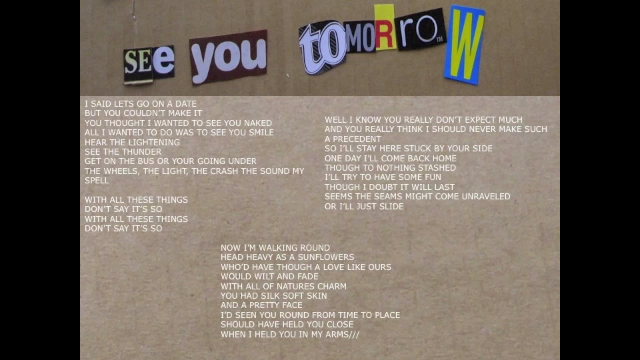 SEe you tOMORroW
I SAID LETS GO ON A DATE
BUT YOU COULDN'T MAKE IT
YOU THOUGHT I WANTED TO SEE YOU NAKED
ALL I WANTED TO DO WAS TO SEE YOU SMILE
HEAR THE LIGHTENING
SEE THE THUNDER
GET ON THE BUS OR YOUR GOING UNDER
THE WHEELS, THE LIGHT, THE CRASH THE SOUND MY
SPELL
WITH ALL THESE THINGS
DON'T SAY IT'S SO
WITH ALL THESE THINGS
DON'T SAY IT'S SO
WELL I KNOW YOU REALLY DON'T EXPECT MUCH
AND YOU REALLY THINK I SHOULD NEVER MAKE SUCH
A PRECEDENT
SO I'LL STAY HERE STUCK BY YOUR SIDE
ONE DAY I'LL COME BACK HOME
THOUGH TO NOTHING STASHED
I'LL TRY TO HAVE SOME FUN
THOUGH I DOUBT IT WILL LAST
SEEMS THE SEAMS MIGHT COME UNRAVELED
OR I'LL JUST SLIDE
NOW I'M WALKING ROUND
HEAD HEAVY AS A SUNFLOWERS
WHO'D HAVE THOUGH A LOVE LIKE OURS
WOULD WILT AND FADE
WITH ALL OF NATURES CHARM
YOU HAD SILK SOFT SKIN
AND A PRETTY FACE
I'D SEEN YOU ROUND FROM TIME TO PLACE
SHOULD HAVE HELD YOU CLOSE
WHEN I HELD YOU IN MY ARMS///